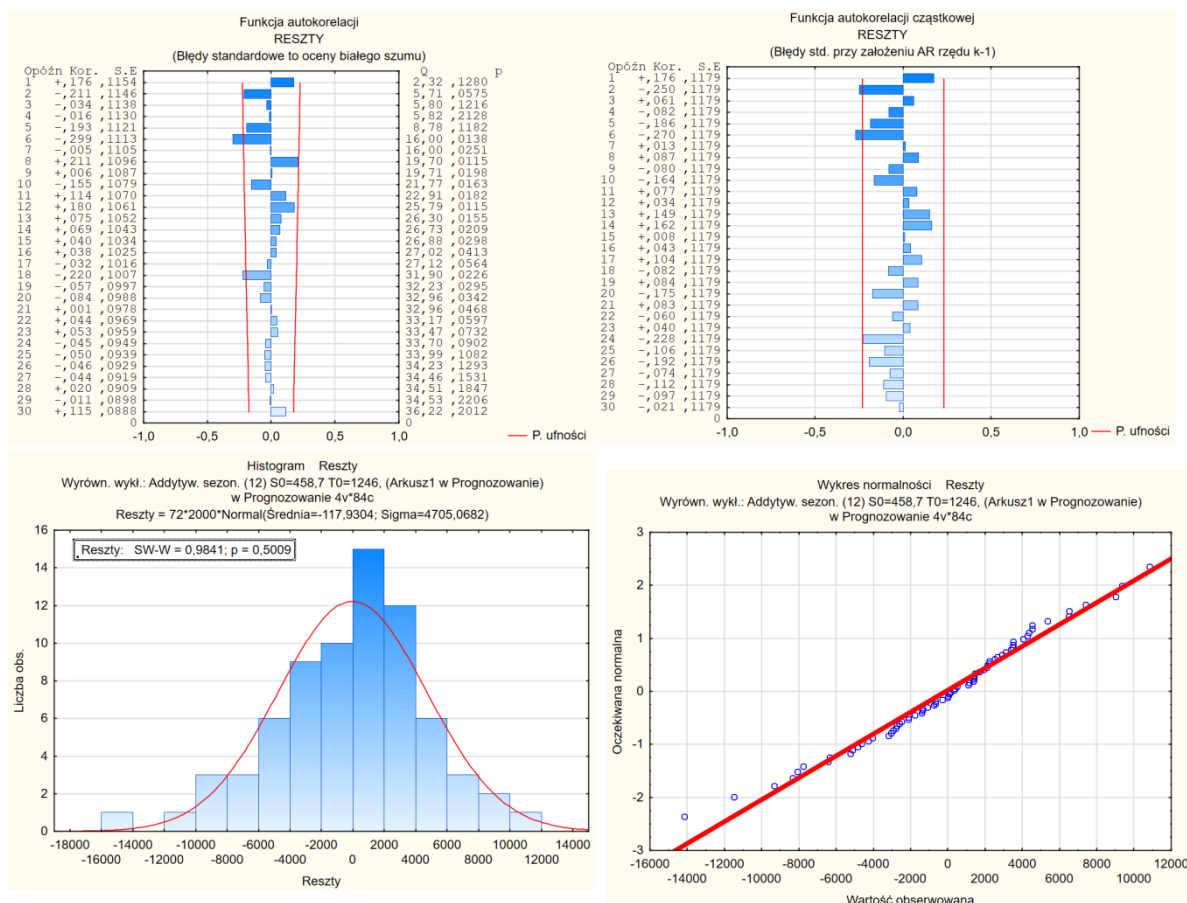 Funkcja autokorelacji
RESZTY
(Błędy standardowe to oceny białego szumu)
Opóźn Kor. S.E Q p
1 +,176 ,1154 2,32 ,1280
2 -,211 ,1146 5,71 ,0575
3 -,034 ,1138 5,80 ,1216
4 -,016 ,1130 5,82 ,2128
5 -,193 ,1121 8,78 ,1182
6 -,299 ,1113 16,00 ,0138
7 -,005 ,1105 16,00 ,0251
8 +,211 ,1096 19,70 ,0115
9 +,006 ,1087 19,71 ,0198
10 -,155 ,1079 21,77 ,0163
11 +,114 ,1070 22,91 ,0182
12 +,180 ,1061 25,79 ,0115
13 +,075 ,1052 26,30 ,0155
14 +,069 ,1043 26,73 ,0209
15 +,040 ,1034 26,88 ,0298
16 +,038 ,1025 27,02 ,0413
17 -,032 ,1016 27,12 ,0564
18 -,220 ,1007 31,90 ,0226
19 -,057 ,0997 32,23 ,0295
20 -,084 ,0988 32,96 ,0342
21 +,001 ,0978 32,96 ,0468
22 +,044 ,0969 33,17 ,0597
23 +,053 ,0959 33,47 ,0732
24 -,045 ,0949 33,70 ,0902
25 -,050 ,0939 33,99 ,1082
26 -,046 ,0929 34,23 ,1293
27 -,044 ,0919 34,46 ,1531
28 +,020 ,0909 34,51 ,1847
29 -,011 ,0898 34,53 ,2206
30 +,115 ,0888 36,22 ,2012
0 0
-1,0 -0,5 0,0 0,5 1,0
P. ufności
Funkcja autokorelacji cząstkowej
RESZTY
(Błędy std. przy założeniu AR rzędu k-1)
Opóźn Kor. S.E
1 +,176 ,1179
2 -,250 ,1179
3 +,061 ,1179
4 -,082 ,1179
5 -,186 ,1179
6 -,270 ,1179
7 +,013 ,1179
8 +,087 ,1179
9 -,080 ,1179
10 -,164 ,1179
11 +,077 ,1179
12 +,034 ,1179
13 +,149 ,1179
14 +,162 ,1179
15 +,008 ,1179
16 +,043 ,1179
17 +,104 ,1179
18 -,082 ,1179
19 +,084 ,1179
20 -,175 ,1179
21 +,083 ,1179
22 -,060 ,1179
23 +,040 ,1179
24 -,228 ,1179
25 -,106 ,1179
26 -,192 ,1179
27 -,074 ,1179
28 -,112 ,1179
29 -,097 ,1179
30 -,021 ,1179
0
-1,0 -0,5 0,0 0,5 1,0
P. ufności
Histogram Reszty
Wyrówn. wykł.: Addytyw. sezon. (12) S0=458,7 T0=1246, (Arkusz1 w Prognozowanie)
w Prognozowanie 4v*84c
Reszty = 72*2000*Normal(Średnia=-117,9304; Sigma=4705,0682)
Reszty: SW-W = 0,9841; p = 0,5009
16
14
12
10
8
6
4
2
0
Liczba obs.
-18000 -14000 -10000 -6000 -2000 2000 6000 10000 14000
-16000 -12000 -8000 -4000 0 4000 8000 12000
Reszty
Wykres normalności Reszty
Wyrówn. wykł.: Addytyw. sezon. (12) S0=458,7 T0=1246, (Arkusz1 w Prognozowanie)
w Prognozowanie 4v*84c
3
2
1
0
-1
-2
-3
Oczekiwana normalna
-16000 -12000 -8000 -4000 0 4000 8000 12000
-14000 -10000 -6000 -2000 2000 6000 10000
Wartość obserwowana